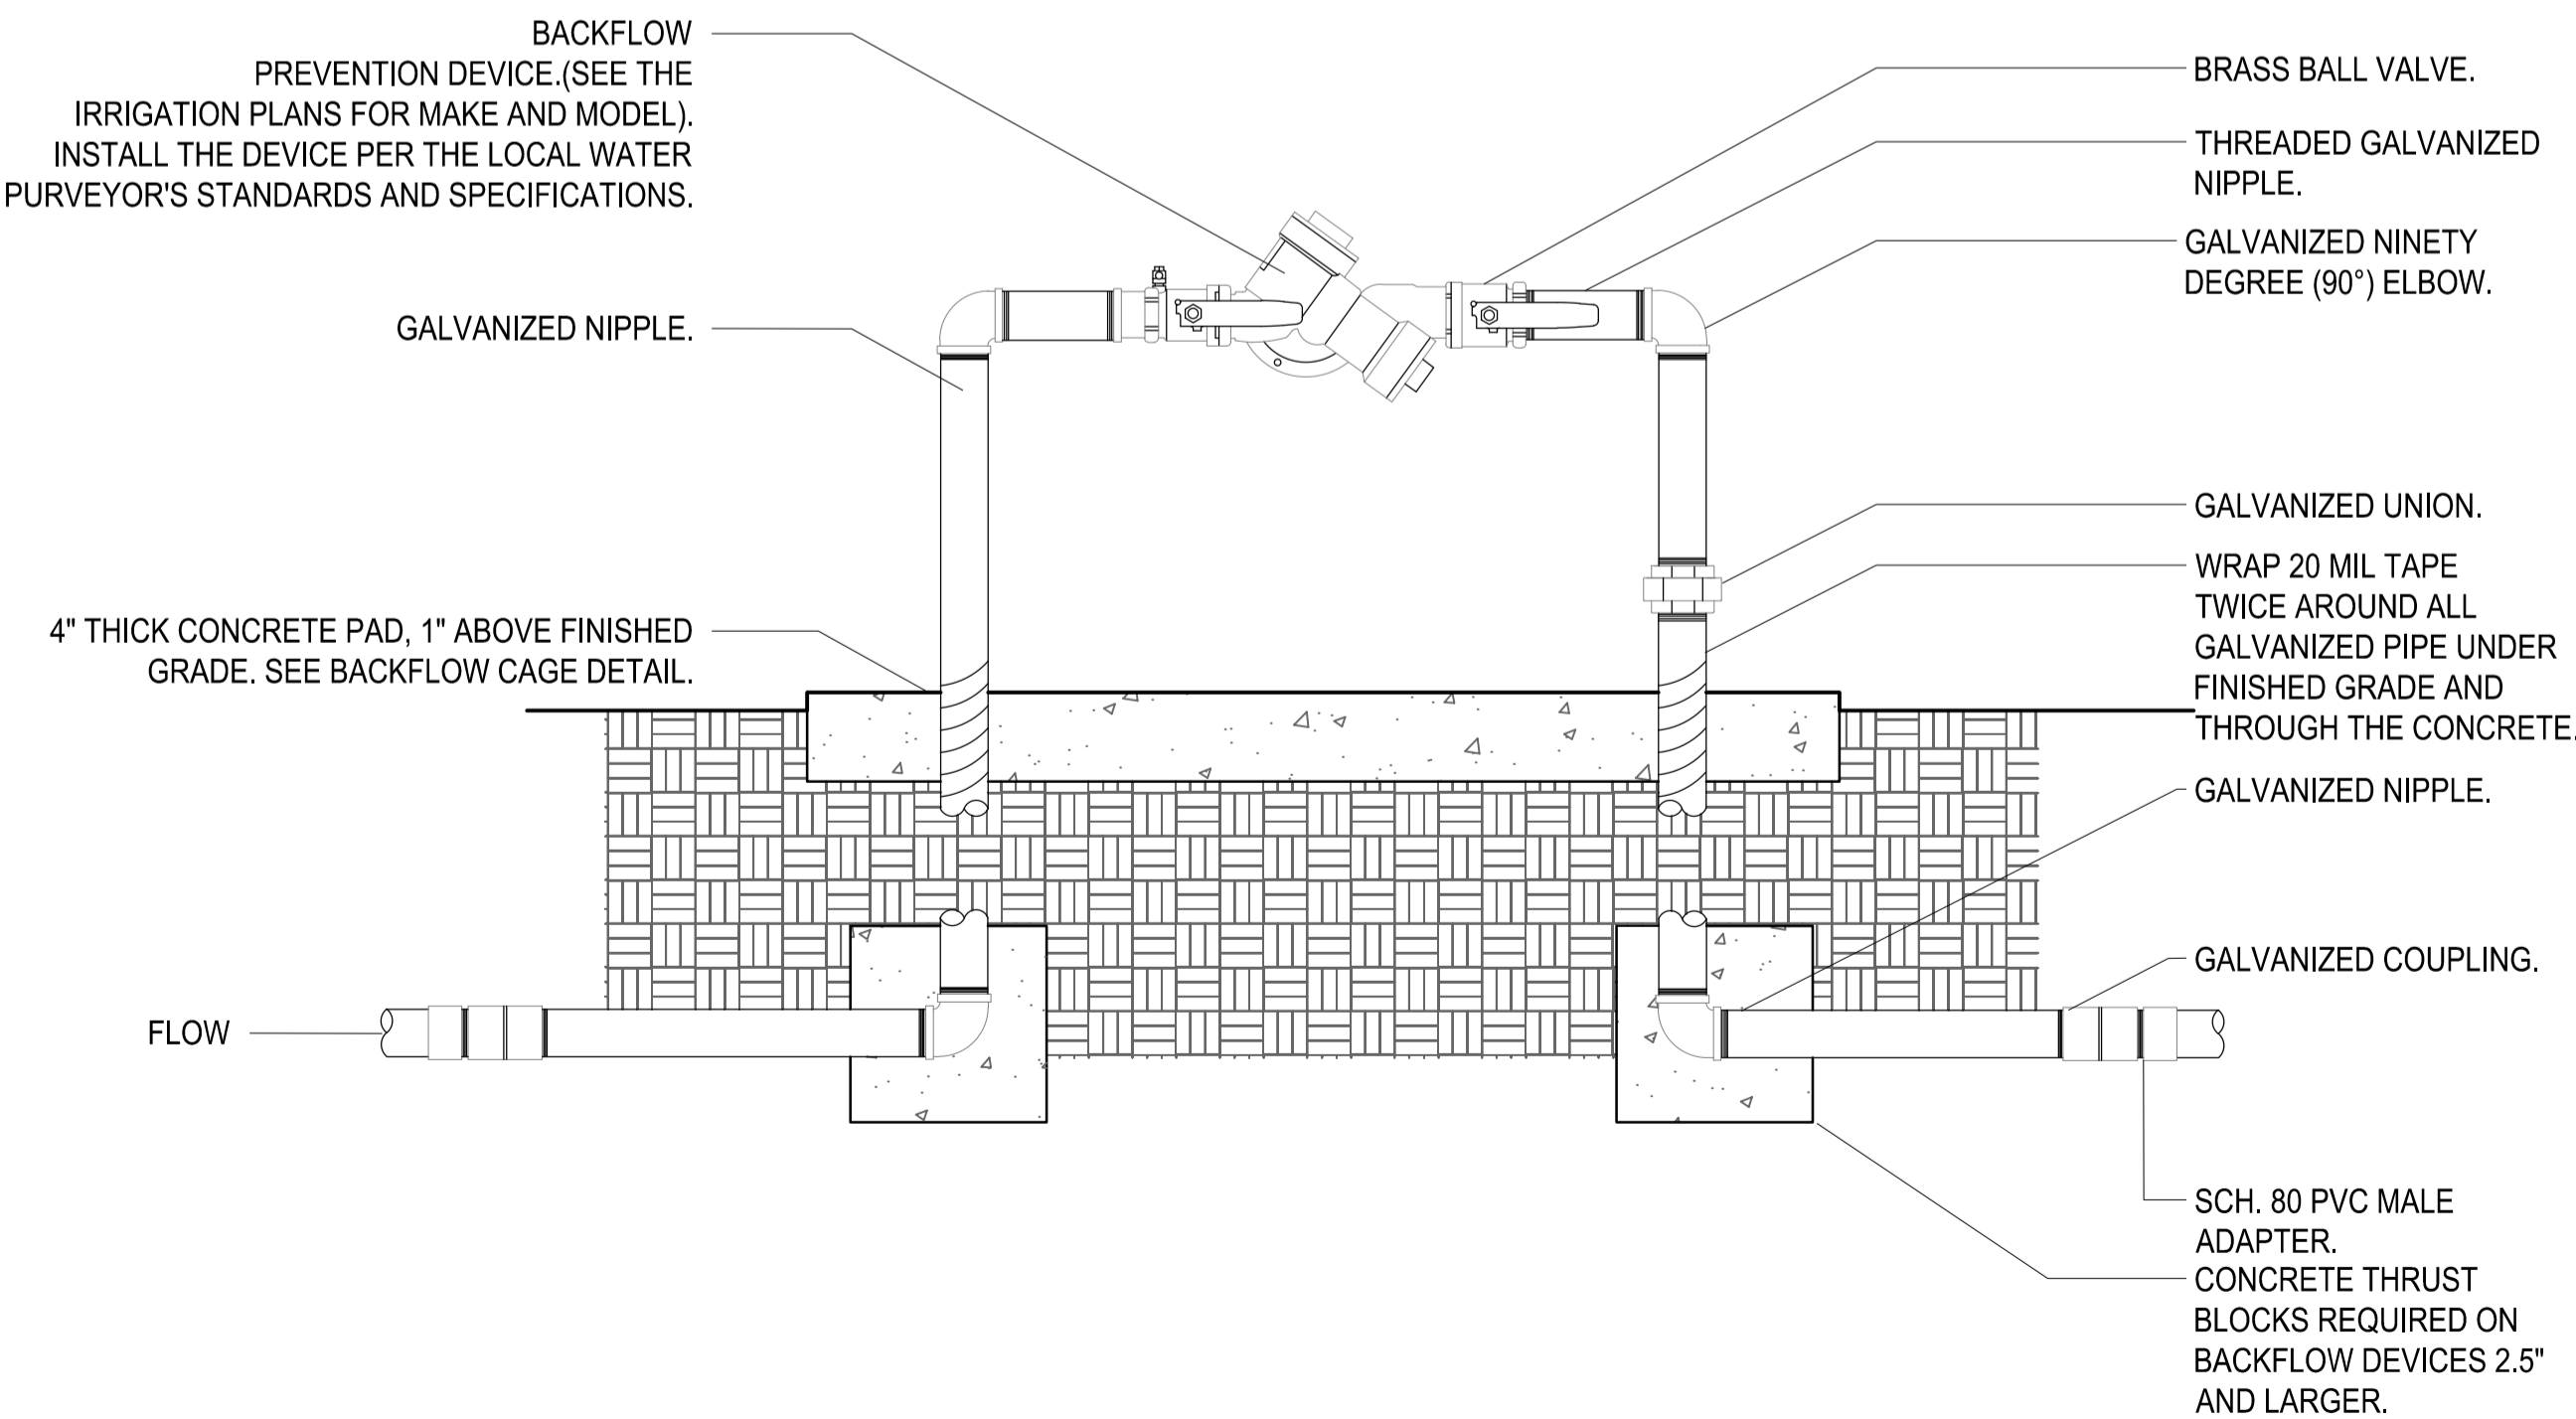 BACKFLOW
PREVENTION DEVICE.(SEE THE
IRRIGATION PLANS FOR MAKE AND MODEL).
INSTALL THE DEVICE PER THE LOCAL WATER
PURVEYOR'S STANDARDS AND SPECIFICATIONS.
GALVANIZED NIPPLE.
4" THICK CONCRETE PAD, 1" ABOVE FINISHED
GRADE. SEE BACKFLOW CAGE DETAIL.
FLOW
BRASS BALL VALVE.
THREADED GALVANIZED
NIPPLE.
GALVANIZED NINETY
DEGREE (90°) ELBOW.
GALVANIZED UNION.
WRAP 20 MIL TAPE
TWICE AROUND ALL
GALVANIZED PIPE UNDER
FINISHED GRADE AND
THROUGH THE CONCRETE.
GALVANIZED NIPPLE.
GALVANIZED COUPLING.
SCH. 80 PVC MALE
ADAPTER.
CONCRETE THRUST
BLOCKS REQUIRED ON
BACKFLOW DEVICES 2.5"
AND LARGER.